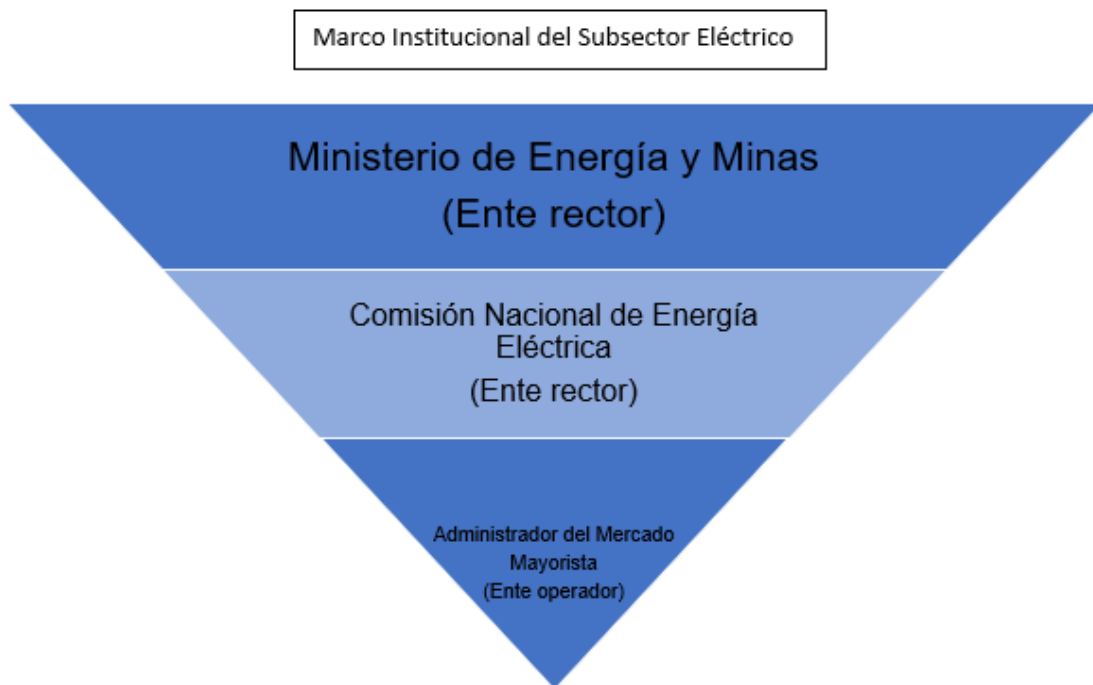 Marco Institucional del Subsector Eléctrico
Ministerio de Energía y Minas
(Ente rector)
Comisión Nacional de Energía
Eléctrica
(Ente rector)
Administrador del Mercado
Mayorista
(Ente operador)